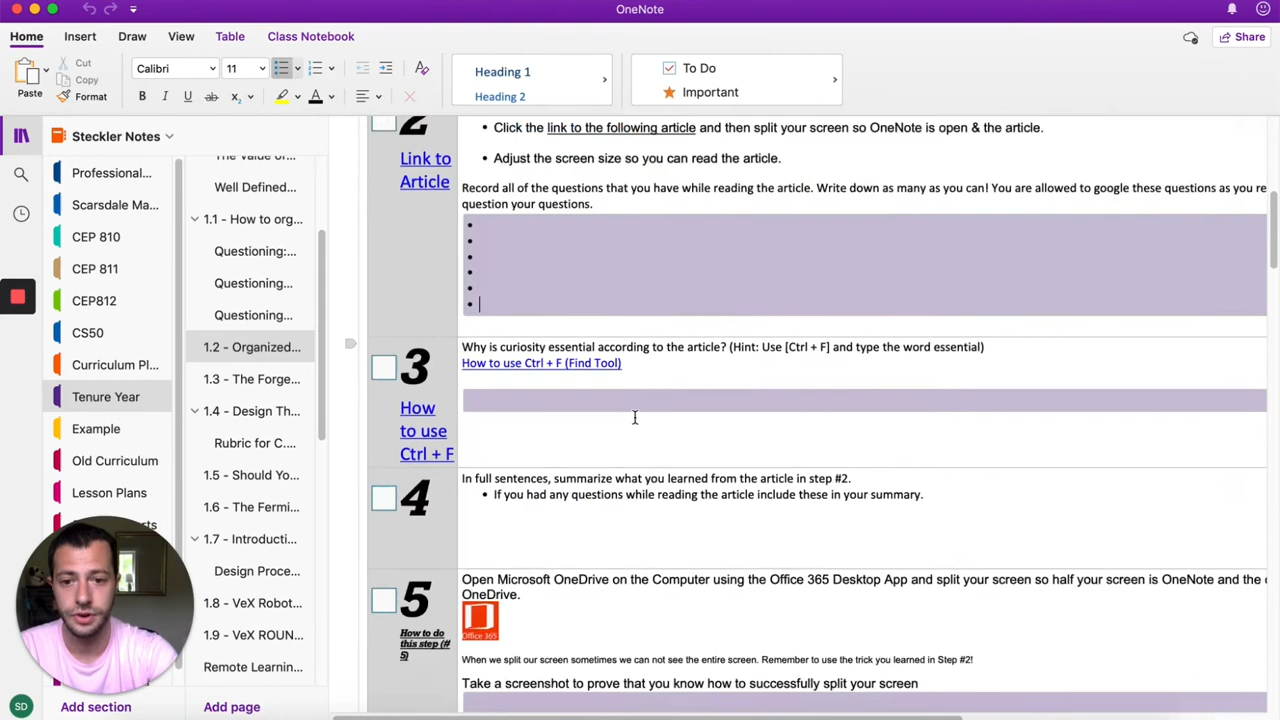 OneNote
Home Insert Draw View Table Class Notebook
Share
Paste
Cut
Copy
Format
Calibri 11
Heading 1
Heading 2
To Do
Important
Steckler Notes
Professional...
Scarsdale Ma...
CEP 810
CEP 811
CEP812
CS50
Curriculum Pl...
Tenure Year
Example
Old Curriculum
Lesson Plans
SD
Add section
The Value of
Well Defined...
1.1 - How to org...
Questioning:...
Questioning...
Questioning...
1.2 - Organized...
1.3 - The Forge...
1.4 - Design Th...
Rubric for C....
1.5 - Should Yo...
1.6 - The Fermi...
1.7 - Introducti...
Design Proce...
1.8 - VeX Robot...
1.9 - VeX ROUN...
Remote Learnin...
Add page
2
Link to
Article
• Click the link to the following article and then split your screen so OneNote is open & the article.
• Adjust the screen size so you can read the article.
Record all of the questions that you have while reading the article. Write down as many as you can! You are allowed to google these questions as you re
question your questions.
3
How
to use
Ctrl + F
Why is curiosity essential according to the article? (Hint: Use [Ctrl + F] and type the word essential)
How to use Ctrl + F (Find Tool)
4
In full sentences, summarize what you learned from the article in step #2.
• If you had any questions while reading the article include these in your summary.
5
How to do
this step (#
5)
Open Microsoft OneDrive on the Computer using the Office 365 Desktop App and split your screen so half your screen is OneNote and the
OneDrive.
Office 365
When we split our screen sometimes we can not see the entire screen. Remember to use the trick you learned in Step #2!
Take a screenshot to prove that you know how to successfully split your screen